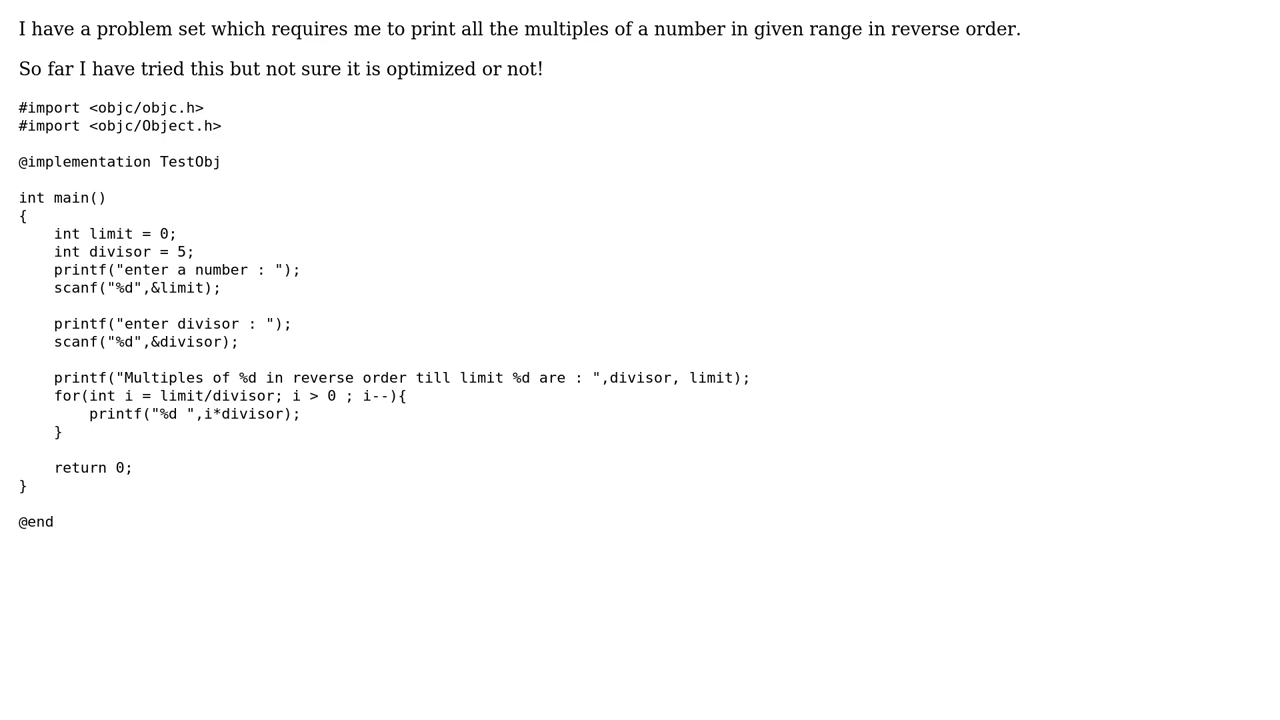 I have a problem set which requires me to print all the multiples of a number in given range in reverse order.
So far I have tried this but not sure it is optimized or not!
#import <objc/objc.h>
#import <objc/Object.h>
@implementation TestObj
int main()
{
    int limit = 0;
    int divisor = 5;
    printf("enter a number : ");
    scanf("%d",&limit);
    printf("enter divisor : ");
    scanf("%d",&divisor);
    printf("Multiples of %d in reverse order till limit %d are : ",divisor, limit);
    for(int i = limit/divisor; i > 0 ; i--){
        printf("%d ",i*divisor);
    }
    return 0;
}
@end